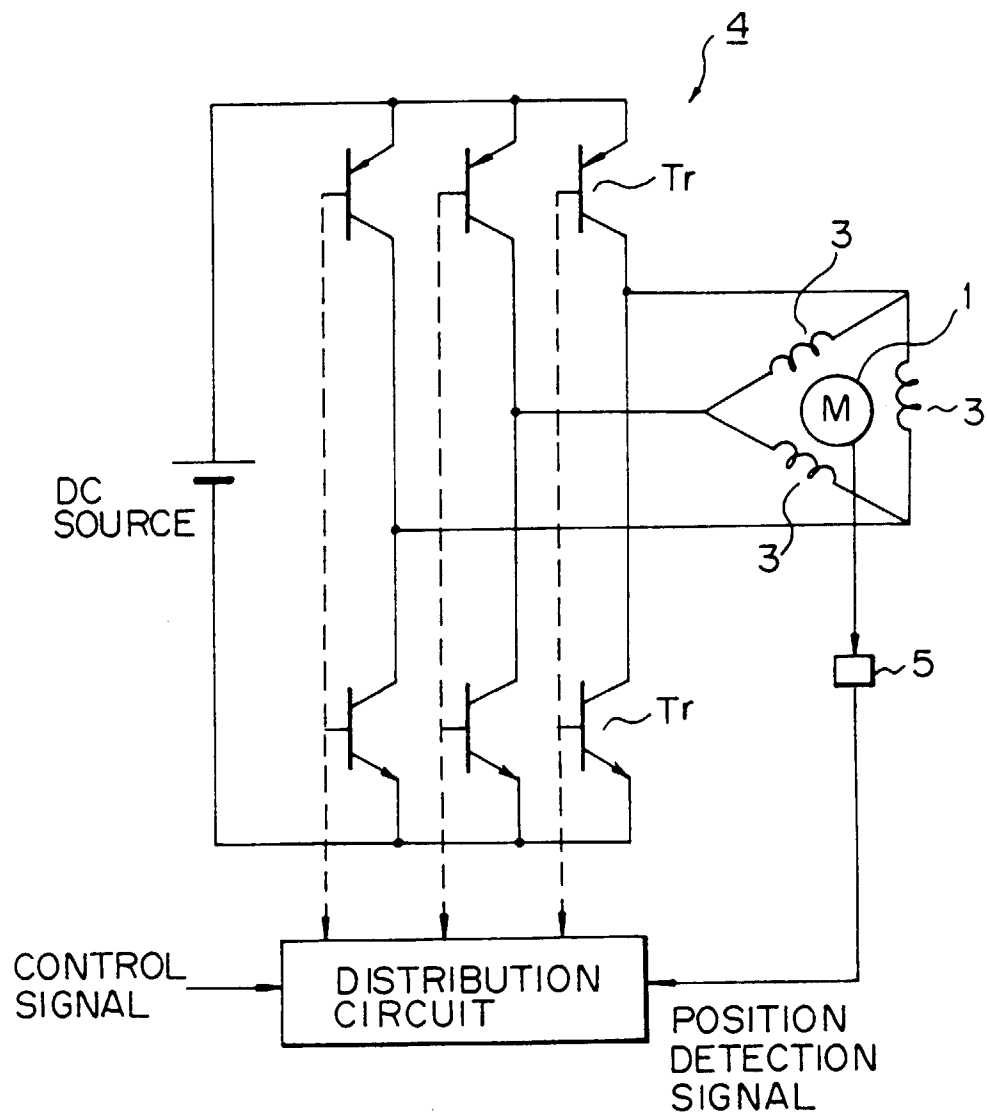 4
Tr
3
1
M
3
DC
SOURCE
3
5
Tr
CONTROL
SIGNAL
DISTRIBUTION
CIRCUIT
POSITION
DETECTION
SIGNAL